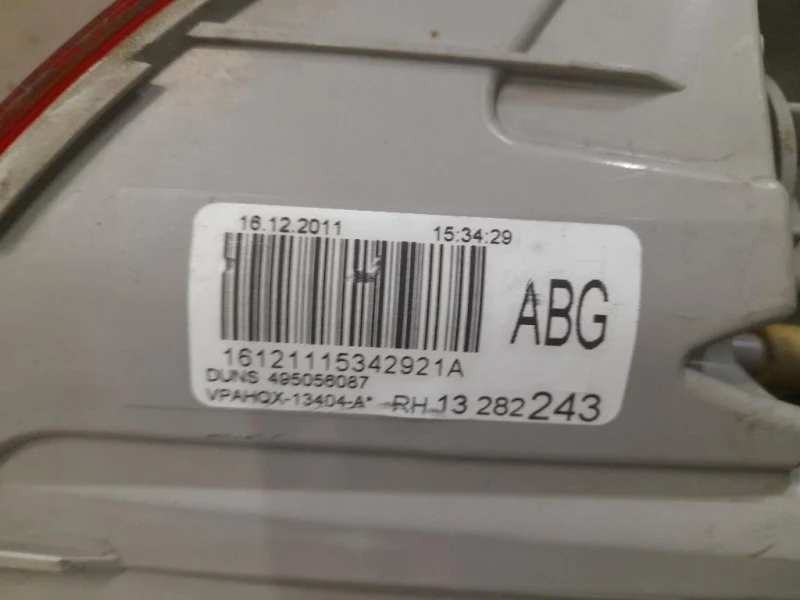 16.12.2011 15:34:29
ABG
16121115342921A
DUNS 495056087
VPAHQX-13404-A* RH 13 282 243